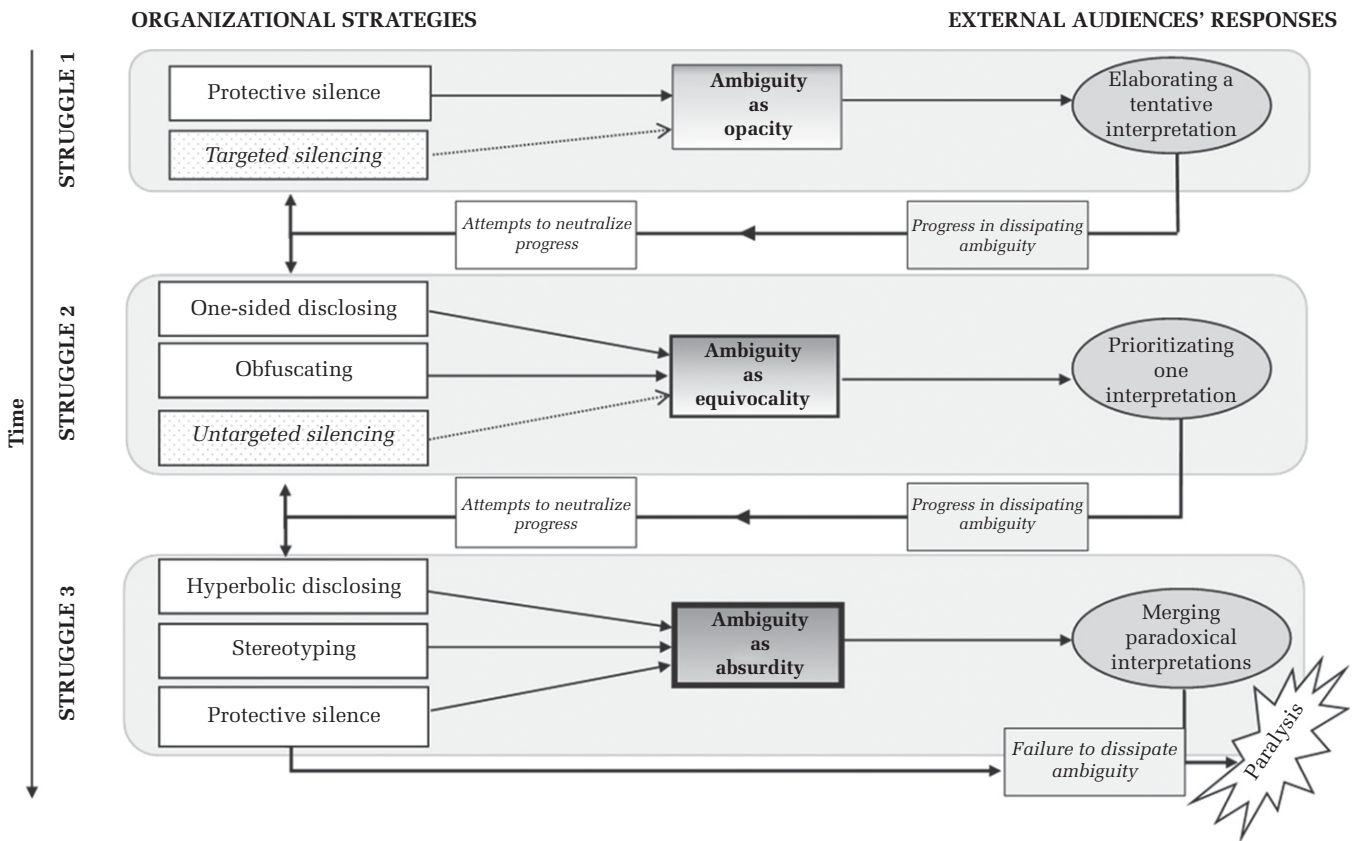 ORGANIZATIONAL STRATEGIES
EXTERNAL AUDIENCES’ RESPONSES
Time
STRUGGLE 1
Protective silence
Targeted silencing
Ambiguity
as
opacity
Elaborating a
tentative
interpretation
Attempts to neutralize
progress
Progress in dissipating
ambiguity
STRUGGLE 2
One-sided disclosing
Obfuscating
Untargeted silencing
Ambiguity
as
equivocality
Prioritizating
one
interpretation
Attempts to neutralize
progress
Progress in dissipating
ambiguity
STRUGGLE 3
Hyperbolic disclosing
Stereotyping
Protective silence
Ambiguity
as
absurdity
Merging
paradoxical
interpretations
Failure to dissipate
ambiguity
Paralysis